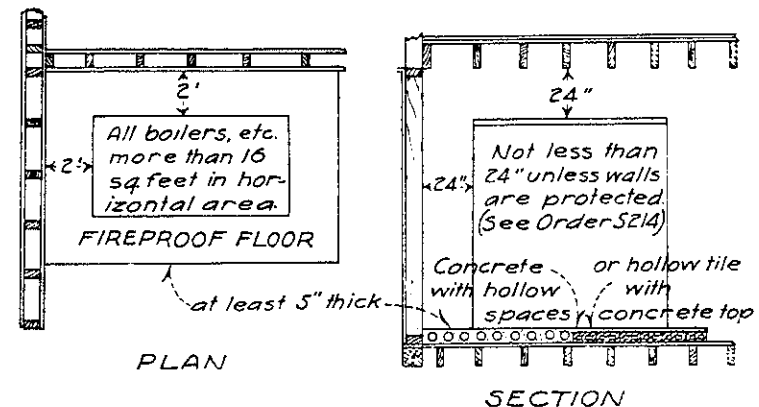 2'
2'
All boilers, etc.
more than 16
sq feet in hor-
izontal area.
FIREPROOF FLOOR
at least 5" thick
PLAN
24"
24"
Not less than
24" unless walls
are protected.
(See Order 5214)
Concrete
with hollow
spaces
or hollow tile
with
concrete top
SECTION